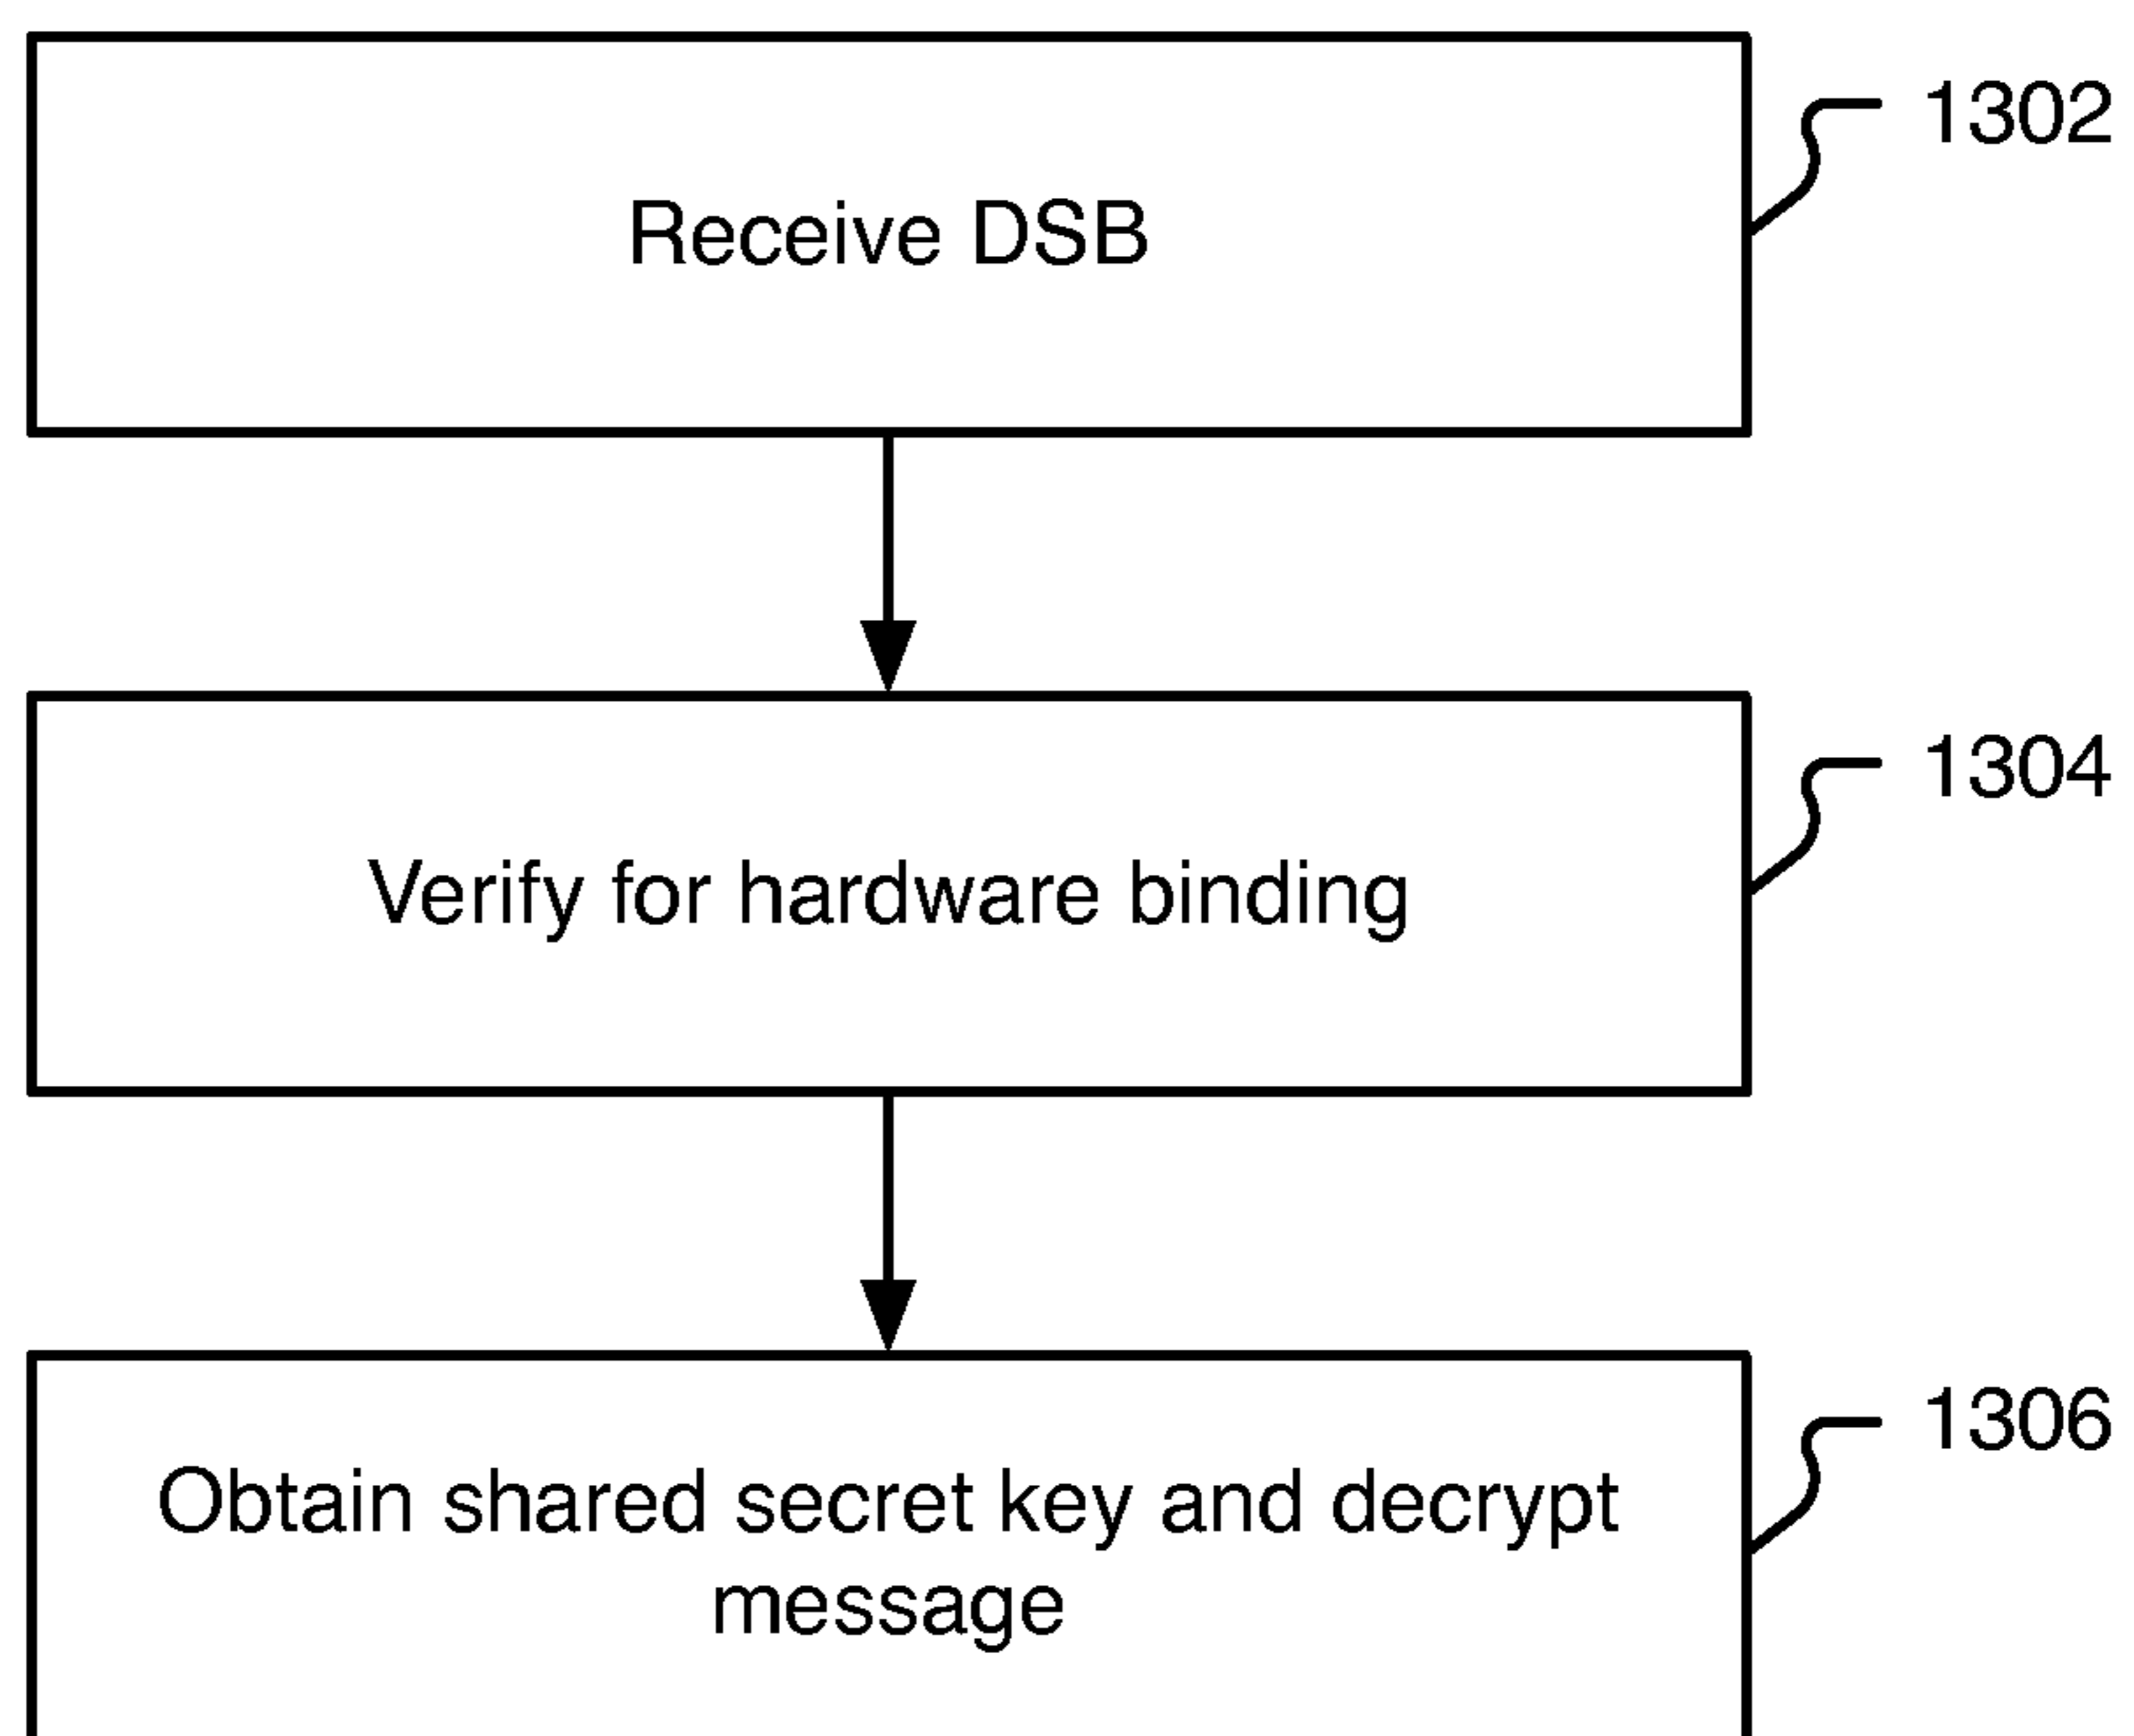 Receive DSB
1302
Verify for hardware binding
1304
Obtain shared secret key and decrypt
message
1306